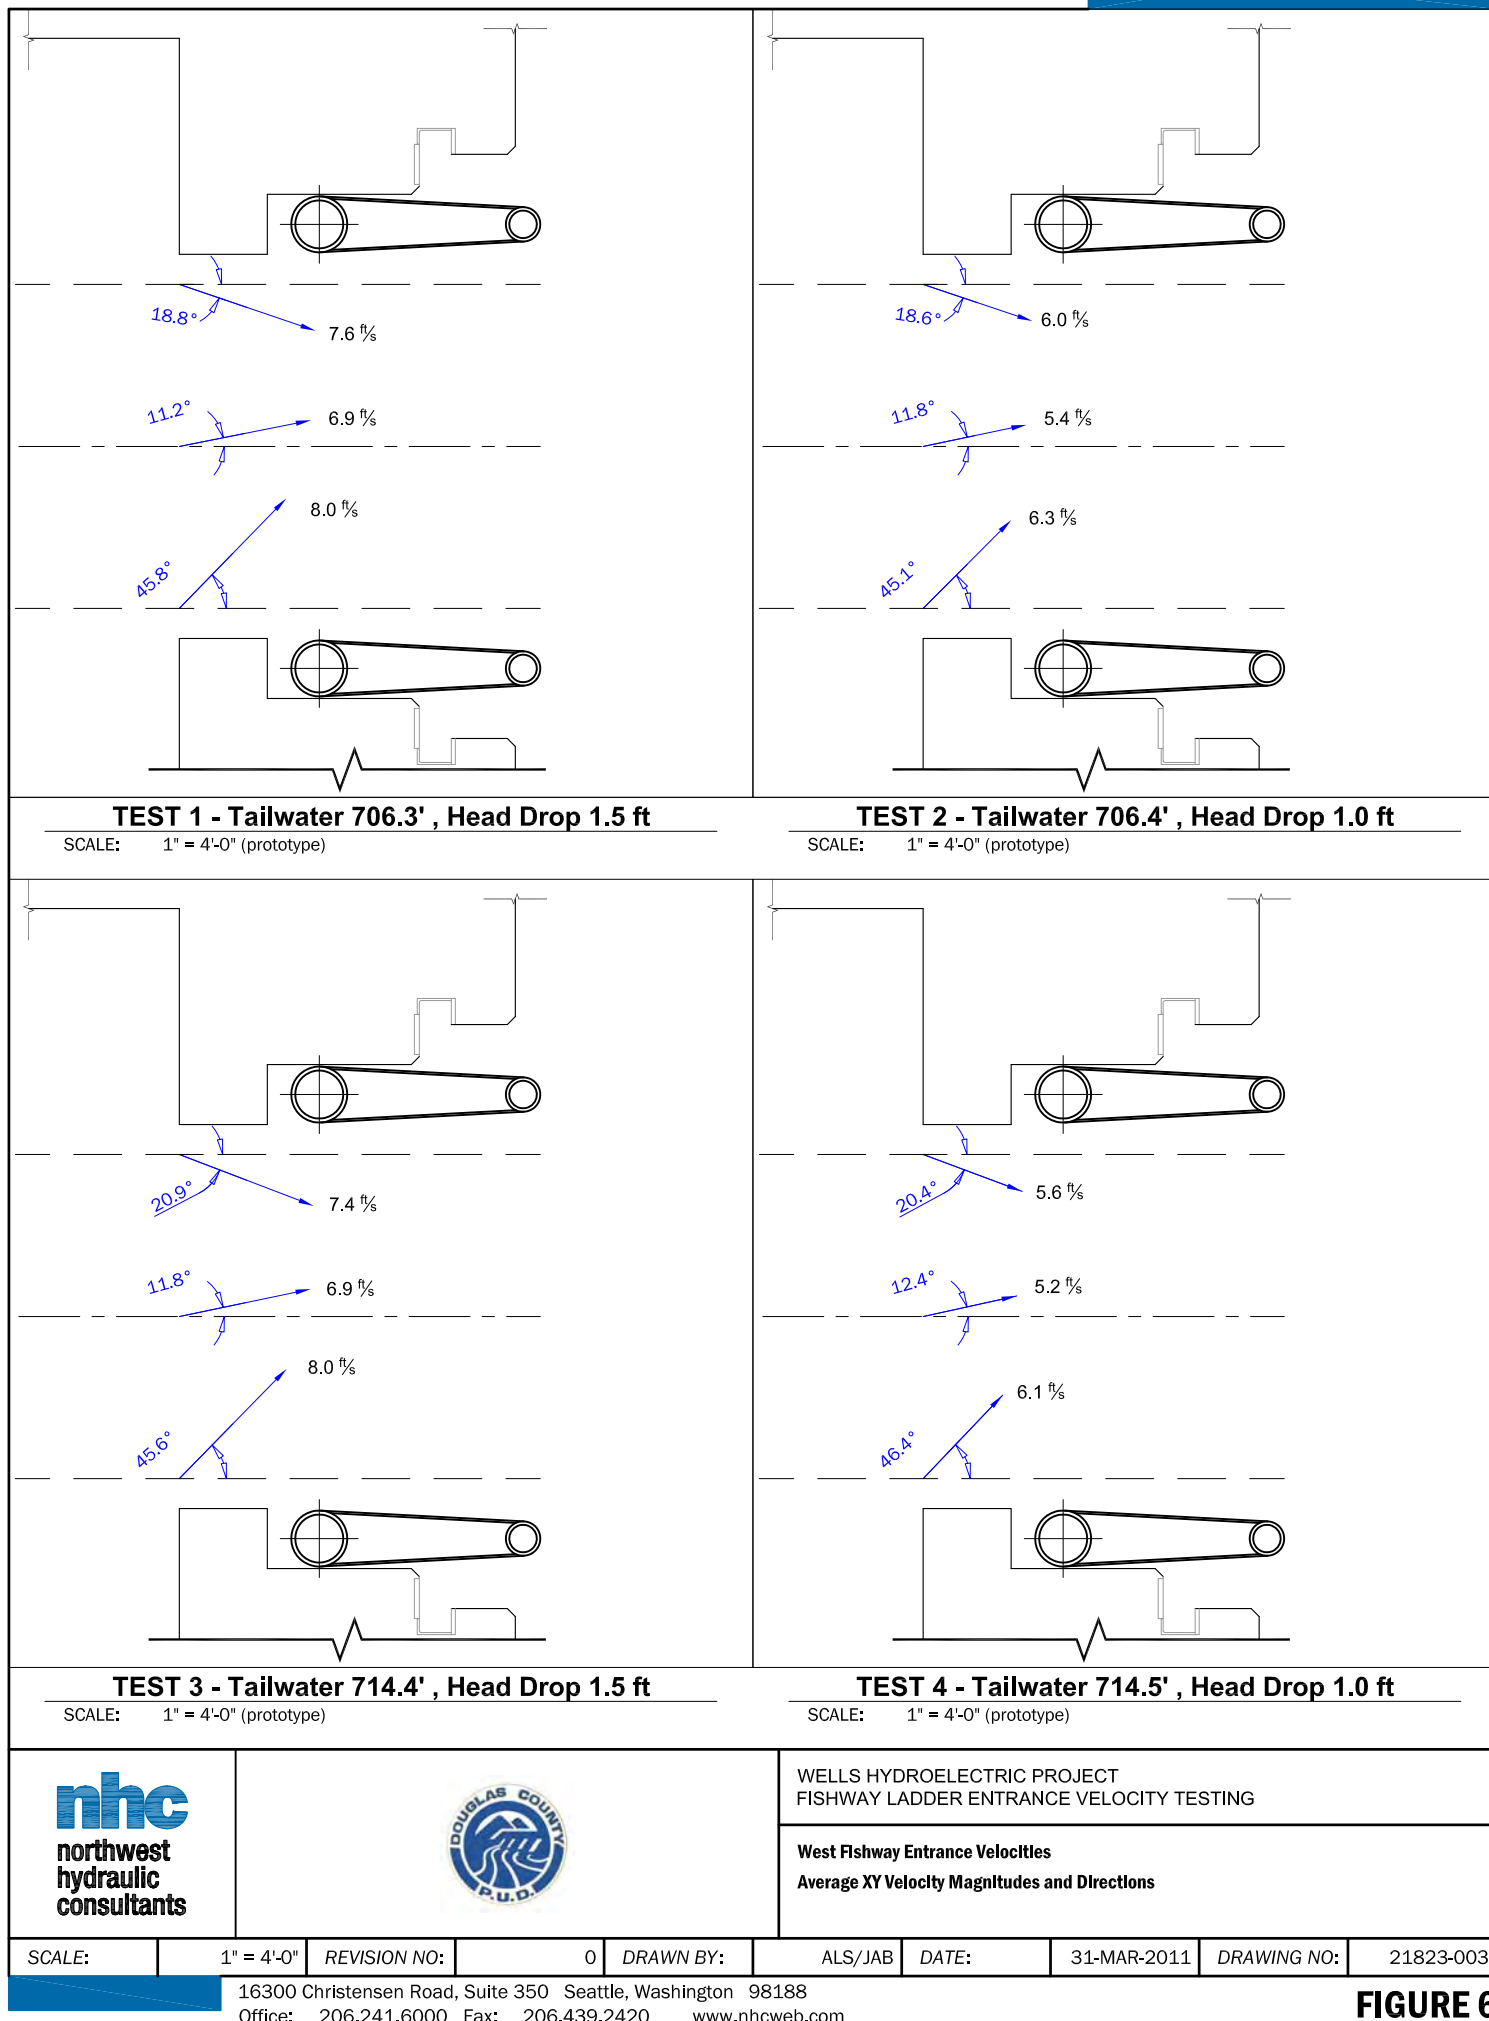 18.8°
7.6 ft/s
11.2°
6.9 ft/s
8.0 ft/s
45.8°
TEST 1 - Tailwater 706.3' , Head Drop 1.5 ft
SCALE: 1" = 4'-0" (prototype)
18.6°
6.0 ft/s
11.8°
5.4 ft/s
6.3 ft/s
45.1°
TEST 2 - Tailwater 706.4' , Head Drop 1.0 ft
SCALE: 1" = 4'-0" (prototype)
20.9°
7.4 ft/s
11.8°
6.9 ft/s
8.0 ft/s
45.6°
TEST 3 - Tailwater 714.4' , Head Drop 1.5 ft
SCALE: 1" = 4'-0" (prototype)
20.4°
5.6 ft/s
12.4°
5.2 ft/s
6.1 ft/s
46.4°
TEST 4 - Tailwater 714.5' , Head Drop 1.0 ft
SCALE: 1" = 4'-0" (prototype)
nhc
northwest
hydraulic
consultants
DOUGLAS COUNTY
P.U.D.
WELLS HYDROELECTRIC PROJECT
FISHWAY LADDER ENTRANCE VELOCITY TESTING
West Fishway Entrance Velocities
Average XY Velocity Magnitudes and Directions
SCALE: 1" = 4'-0" REVISION NO: 0 DRAWN BY: ALS/JAB DATE: 31-MAR-2011 DRAWING NO: 21823-003
16300 Christensen Road, Suite 350 Seattle, Washington 98188
Office: 206.241.6000 Fax: 206.439.2420 www.nhcweb.com
FIGURE 6